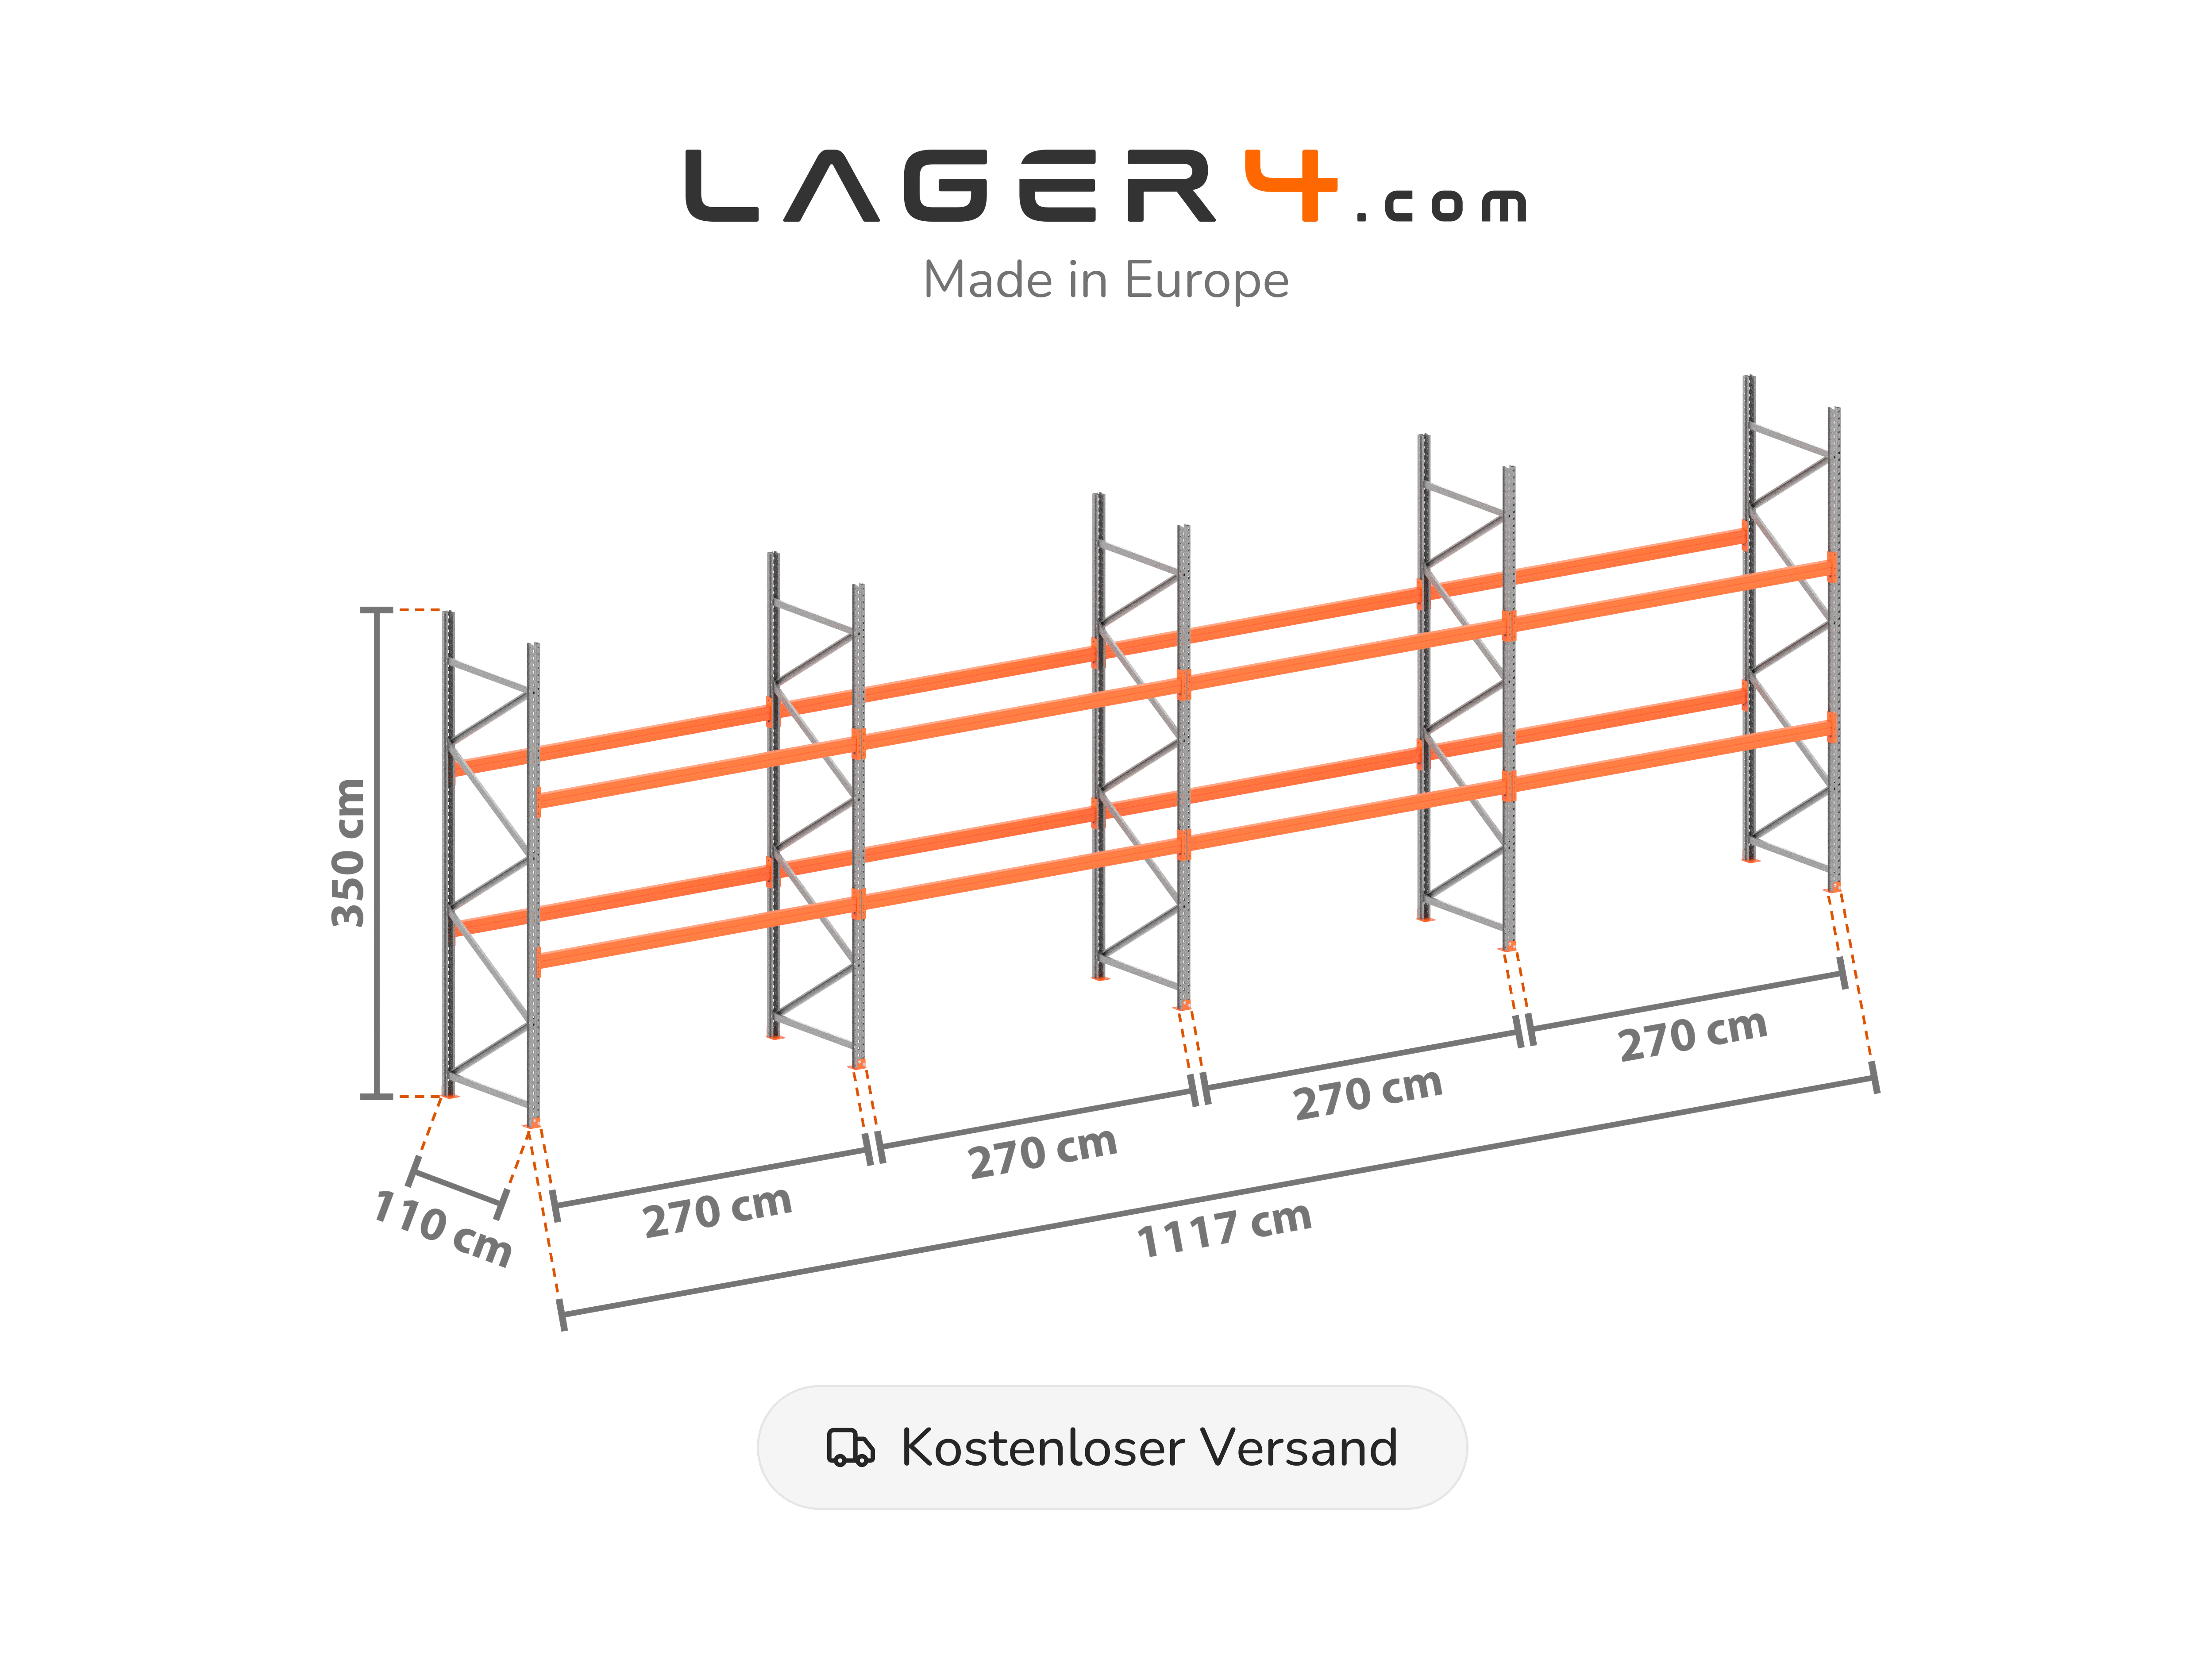 LAGER4.com
Made in Europe
350 cm
110 cm
270 cm
270 cm
270 cm
270 cm
1117 cm
Kostenloser Versand